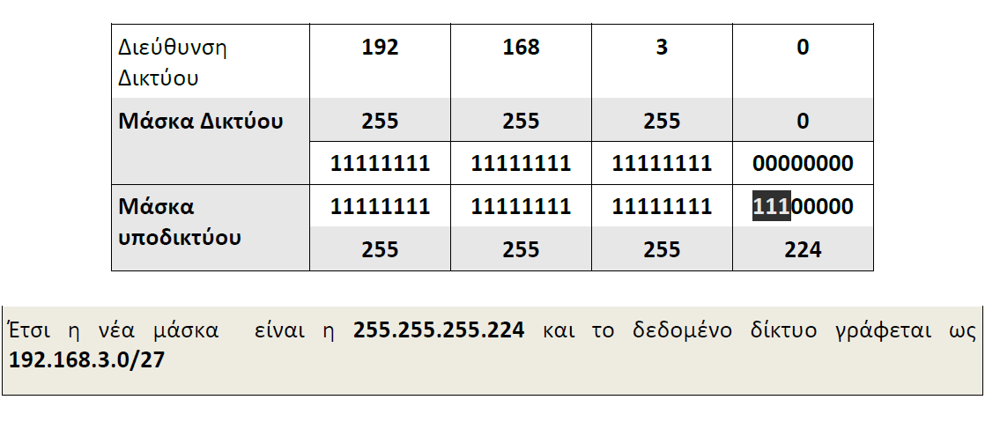 Διεύθυνση Δικτύου 192 168 3 0
Μάσκα Δικτύου 255 255 255 0
11111111 11111111 11111111 00000000
Μάσκα υποδικτύου 11111111 11111111 11111111 11100000
255 255 255 224
Έτσι η νέα μάσκα είναι η 255.255.255.224 και το δεδομένο δίκτυο γράφεται ως
192.168.3.0/27